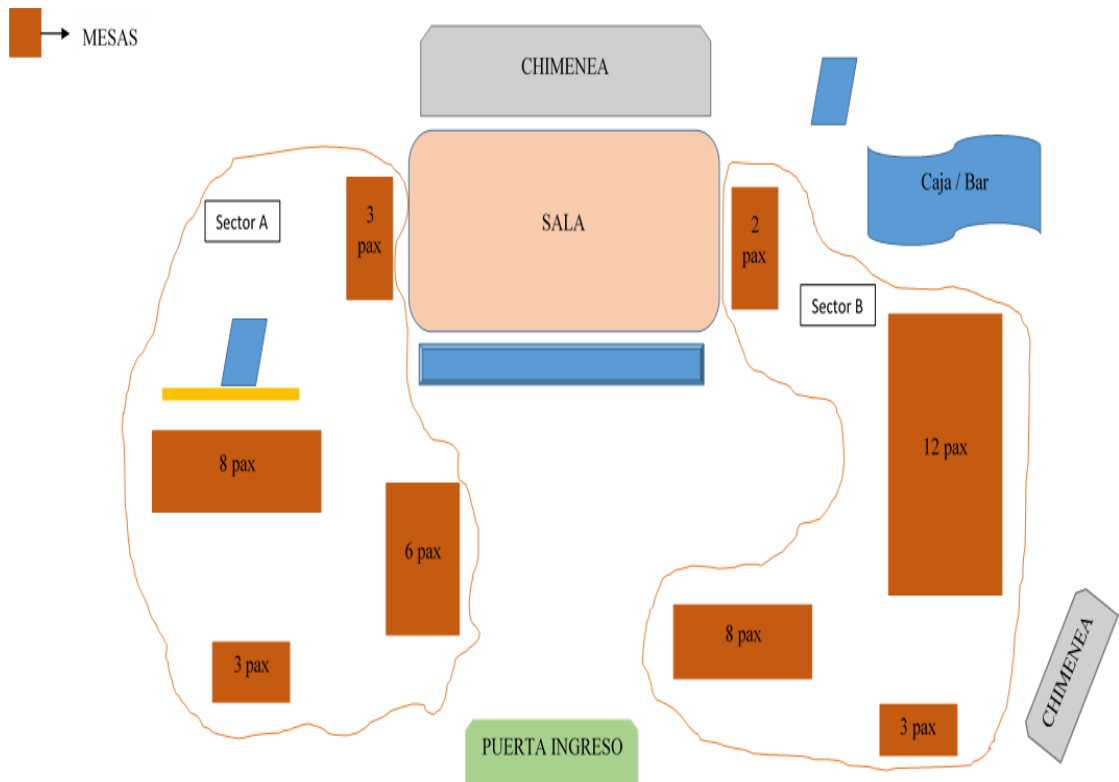 MESAS
CHIMENEA
Caja / Bar
Sector A
3
pax
SALA
2
pax
Sector B
8 pax
12 pax
6 pax
8 pax
3 pax
3 pax
CHIMENEA
PUERTA INGRESO